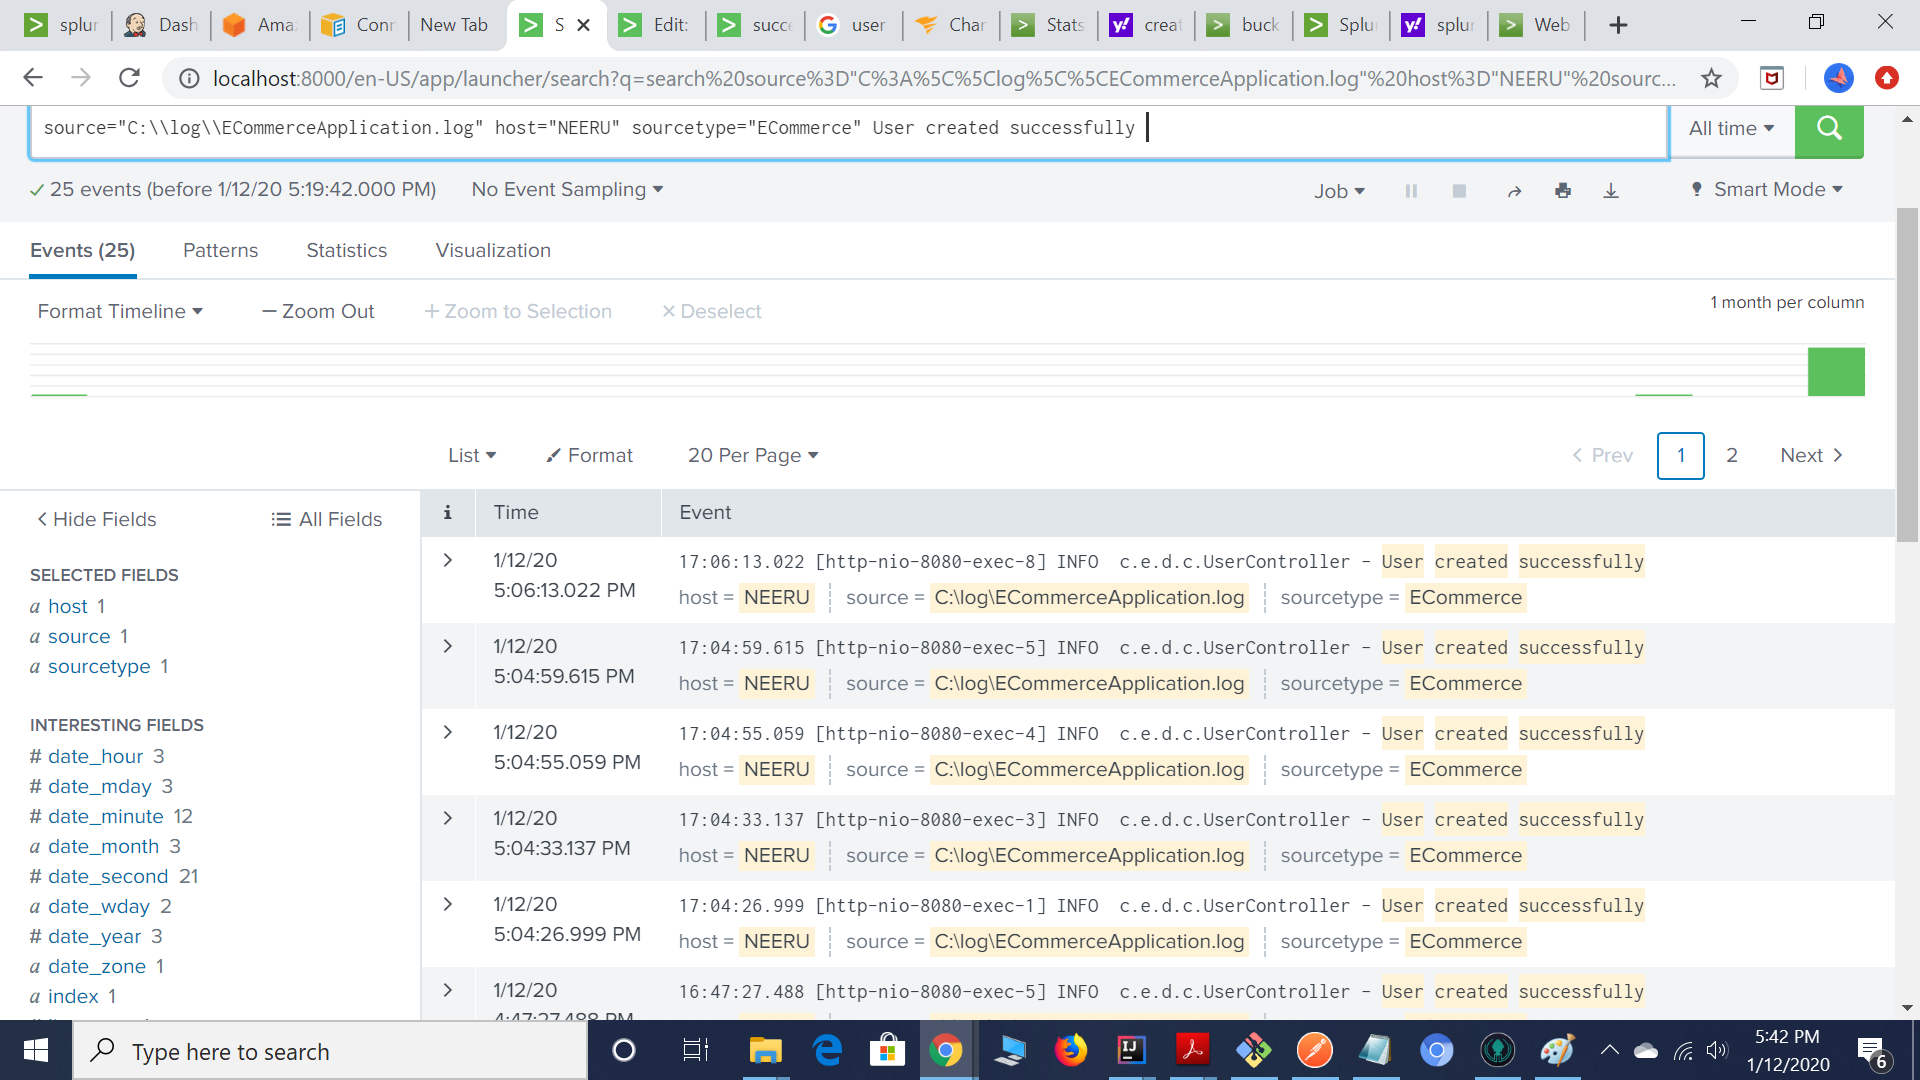 splur
Dash
Ama
Conn
New Tab
S
Edit:
succe
user
Char
Stats
creat
buck
Splu
splur
Web
localhost:8000/en-US/app/launcher/search?q=search%20source%3D"C%3A%5C%5Clog%5C%5CECommerceApplication.log"%20host%3D"NEERU"%20sourc...
source="C:\\log\\ECommerceApplication.log" host="NEERU" sourcetype="ECommerce" User created successfully
All time
25 events (before 1/12/20 5:19:42.000 PM)
No Event Sampling
Job
Smart Mode
Events (25)
Patterns
Statistics
Visualization
Format Timeline
— Zoom Out
+ Zoom to Selection
× Deselect
1 month per column
List
Format
20 Per Page
< Prev
1
2
Next >
< Hide Fields
All Fields
i
Time
Event
SELECTED FIELDS
a host 1
a source 1
a sourcetype 1
INTERESTING FIELDS
# date_hour 3
# date_mday 3
# date_minute 12
a date_month 3
# date_second 21
a date_wday 2
# date_year 3
a date_zone 1
a index 1
1/12/20
5:06:13.022 PM
17:06:13.022 [http-nio-8080-exec-8] INFO c.e.d.c.UserController - User created successfully
host = NEERU source = C:\log\ECommerceApplication.log sourcetype = ECommerce
1/12/20
5:04:59.615 PM
17:04:59.615 [http-nio-8080-exec-5] INFO c.e.d.c.UserController - User created successfully
host = NEERU source = C:\log\ECommerceApplication.log sourcetype = ECommerce
1/12/20
5:04:55.059 PM
17:04:55.059 [http-nio-8080-exec-4] INFO c.e.d.c.UserController - User created successfully
host = NEERU source = C:\log\ECommerceApplication.log sourcetype = ECommerce
1/12/20
5:04:33.137 PM
17:04:33.137 [http-nio-8080-exec-3] INFO c.e.d.c.UserController - User created successfully
host = NEERU source = C:\log\ECommerceApplication.log sourcetype = ECommerce
1/12/20
5:04:26.999 PM
17:04:26.999 [http-nio-8080-exec-1] INFO c.e.d.c.UserController - User created successfully
host = NEERU source = C:\log\ECommerceApplication.log sourcetype = ECommerce
1/12/20
4:47:27.488 PM
16:47:27.488 [http-nio-8080-exec-5] INFO c.e.d.c.UserController - User created successfully
Type here to search
IJ
5:42 PM
1/12/2020
6